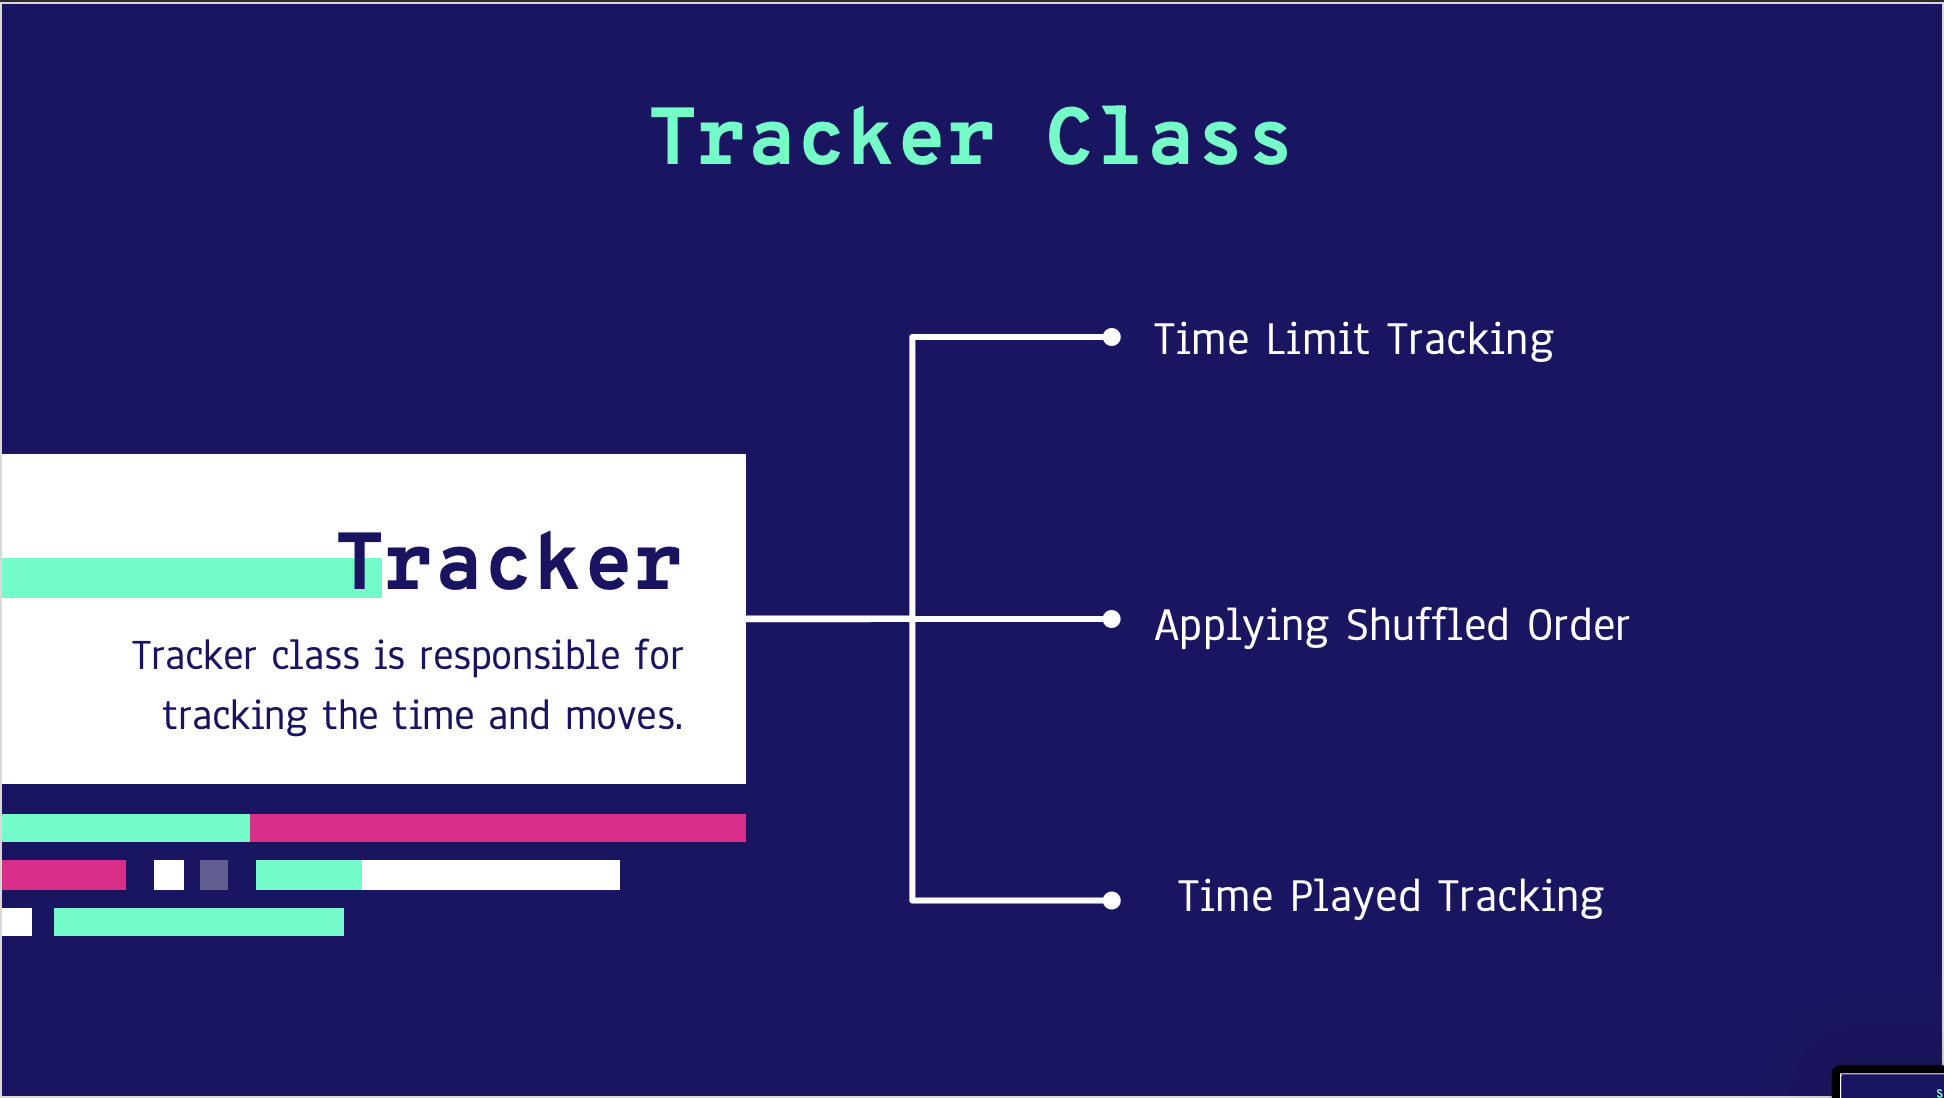 Tracker Class
Time Limit Tracking
Tracker
Tracker class is responsible for
tracking the time and moves.
Applying Shuffled Order
Time Played Tracking